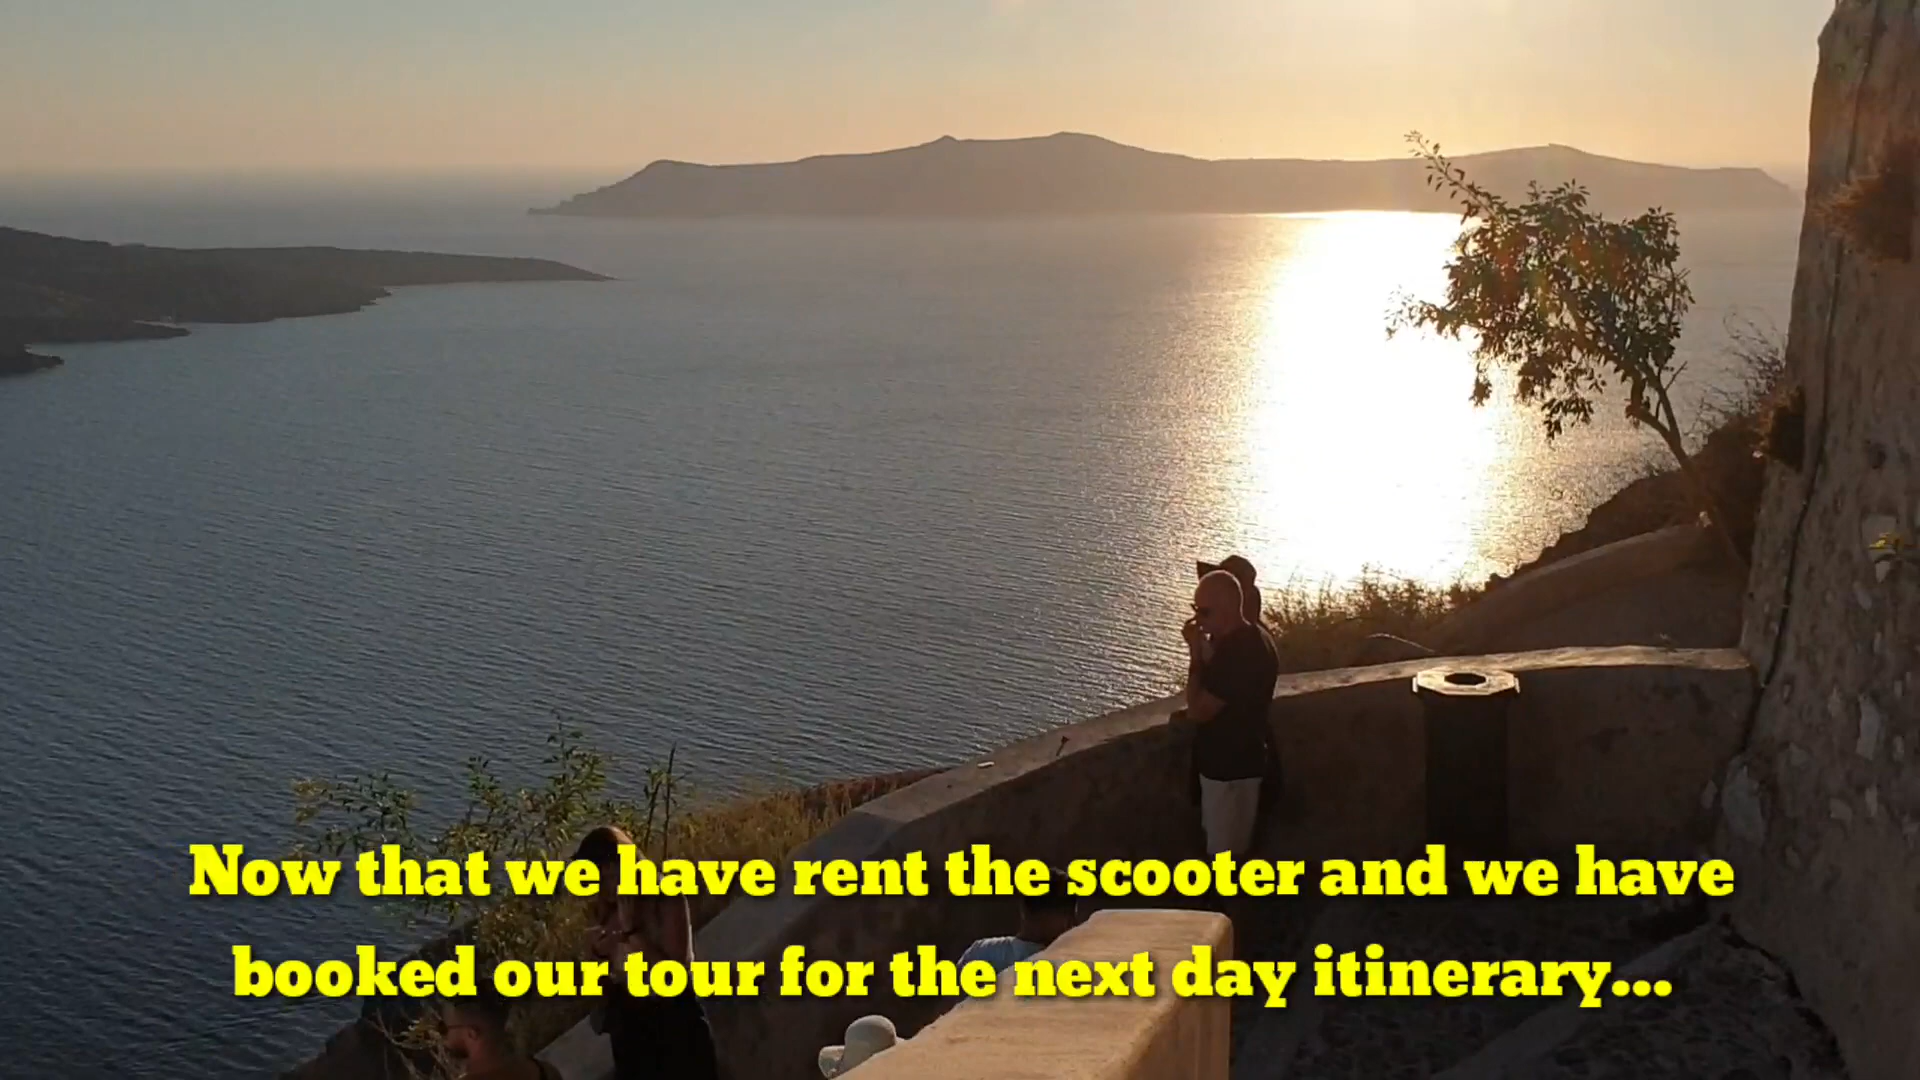 Now that we have rent the scooter and we have
booked our tour for the next day itinerary...